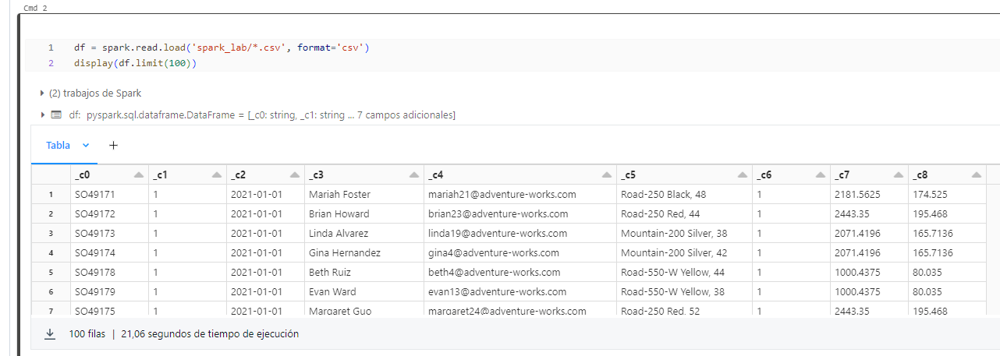 Cmd 2
1 df = spark.read.load('spark_lab/*.csv', format='csv')
2 display(df.limit(100))
(2) trabajos de Spark
df: pyspark.sql.dataframe.DataFrame = [_c0: string, _c1: string ... 7 campos adicionales]
Tabla +
_c0 _c1 _c2 _c3 _c4 _c5 _c6 _c7 _c8
1 SO49171 1 2021-01-01 Mariah Foster mariah21@adventure-works.com Road-250 Black, 48 1 2181.5625 174.525
2 SO49172 1 2021-01-01 Brian Howard brian23@adventure-works.com Road-250 Red, 44 1 2443.35 195.468
3 SO49173 1 2021-01-01 Linda Alvarez linda19@adventure-works.com Mountain-200 Silver, 38 1 2071.4196 165.7136
4 SO49174 1 2021-01-01 Gina Hernandez gina4@adventure-works.com Mountain-200 Silver, 42 1 2071.4196 165.7136
5 SO49178 1 2021-01-01 Beth Ruiz beth4@adventure-works.com Road-550-W Yellow, 44 1 1000.4375 80.035
6 SO49179 1 2021-01-01 Evan Ward evan13@adventure-works.com Road-550-W Yellow, 38 1 1000.4375 80.035
7 SO49175 1 2021-01-01 Margaret Guo margaret24@adventure-works.com Road-250 Red, 52 1 2443.35 195.468
100 filas | 21,06 segundos de tiempo de ejecución